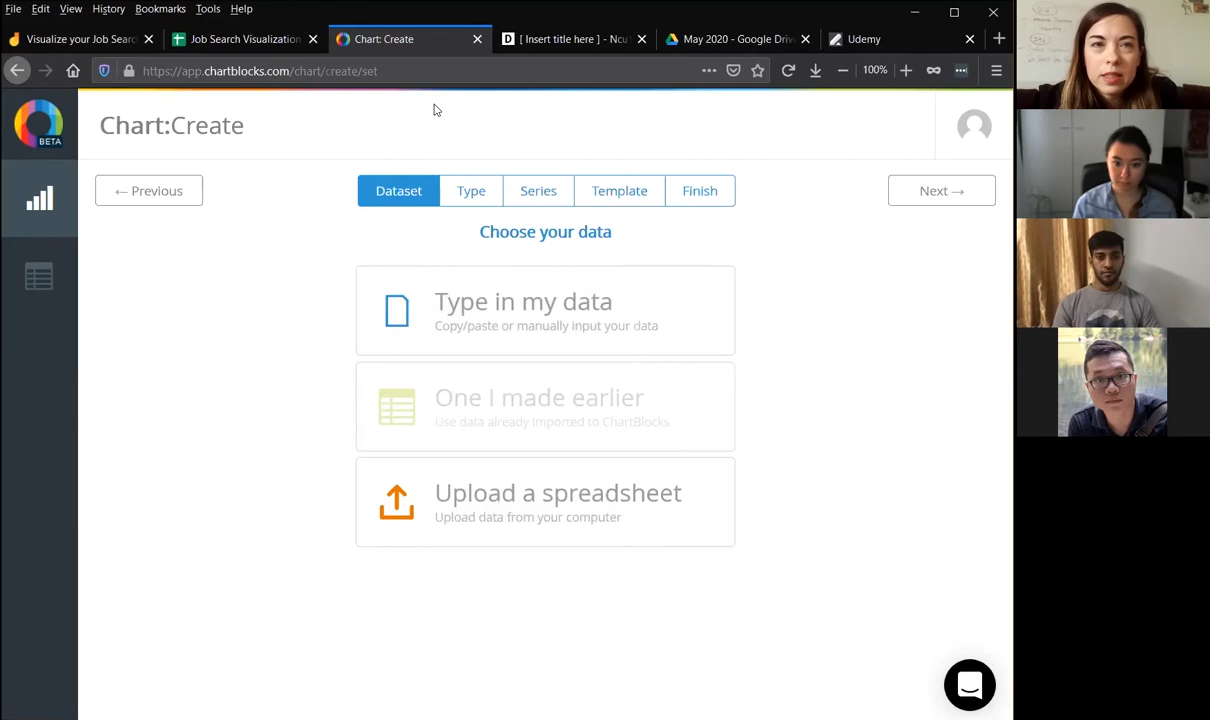 File Edit View History Bookmarks Tools Help
Visualize your Job Searc
Job Search Visualization
Chart: Create
[ Insert title here ] - Ncu
May 2020 - Google Driv
Udemy
https://app.chartblocks.com/chart/create/set
100%
BETA
Chart:Create
← Previous
Dataset
Type
Series
Template
Finish
Next →
Choose your data
Type in my data
Copy/paste or manually input your data
One I made earlier
Use data already imported to ChartBlocks
Upload a spreadsheet
Upload data from your computer